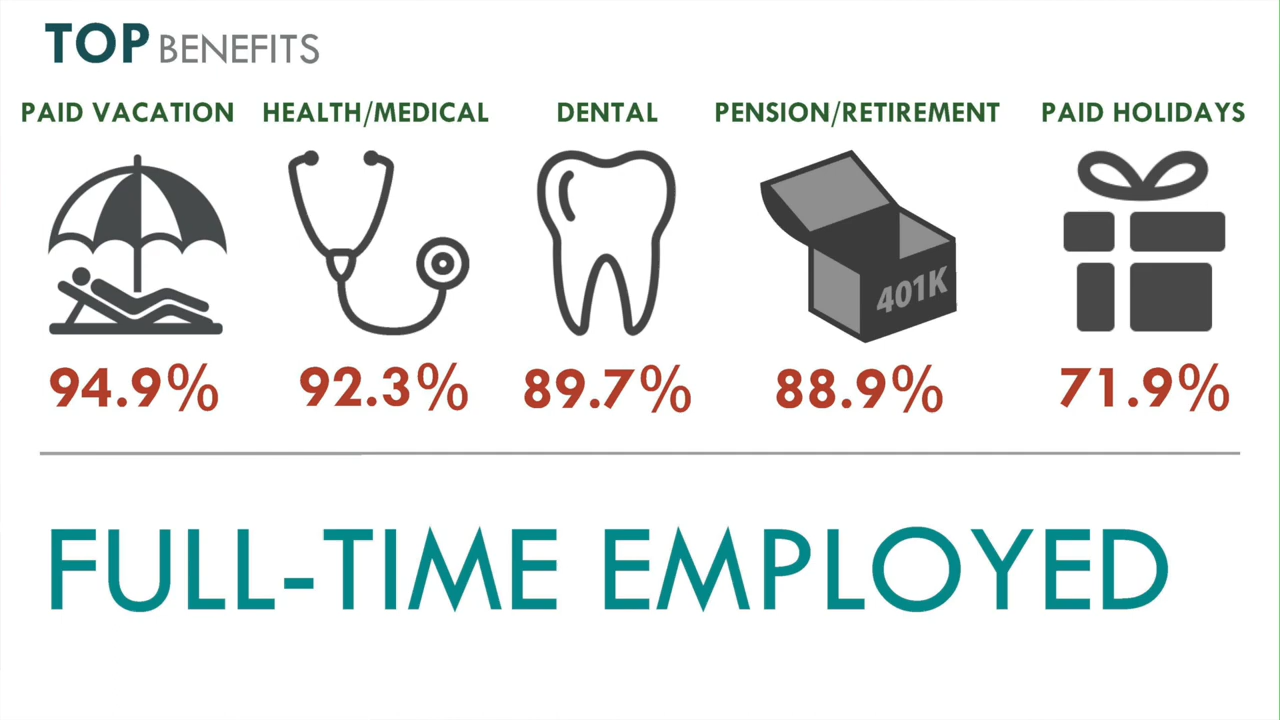 TOP BENEFITS
PAID VACATION HEALTH/MEDICAL DENTAL PENSION/RETIREMENT PAID HOLIDAYS
401K
94.9% 92.3% 89.7% 88.9% 71.9%
FULL-TIME EMPLOYED